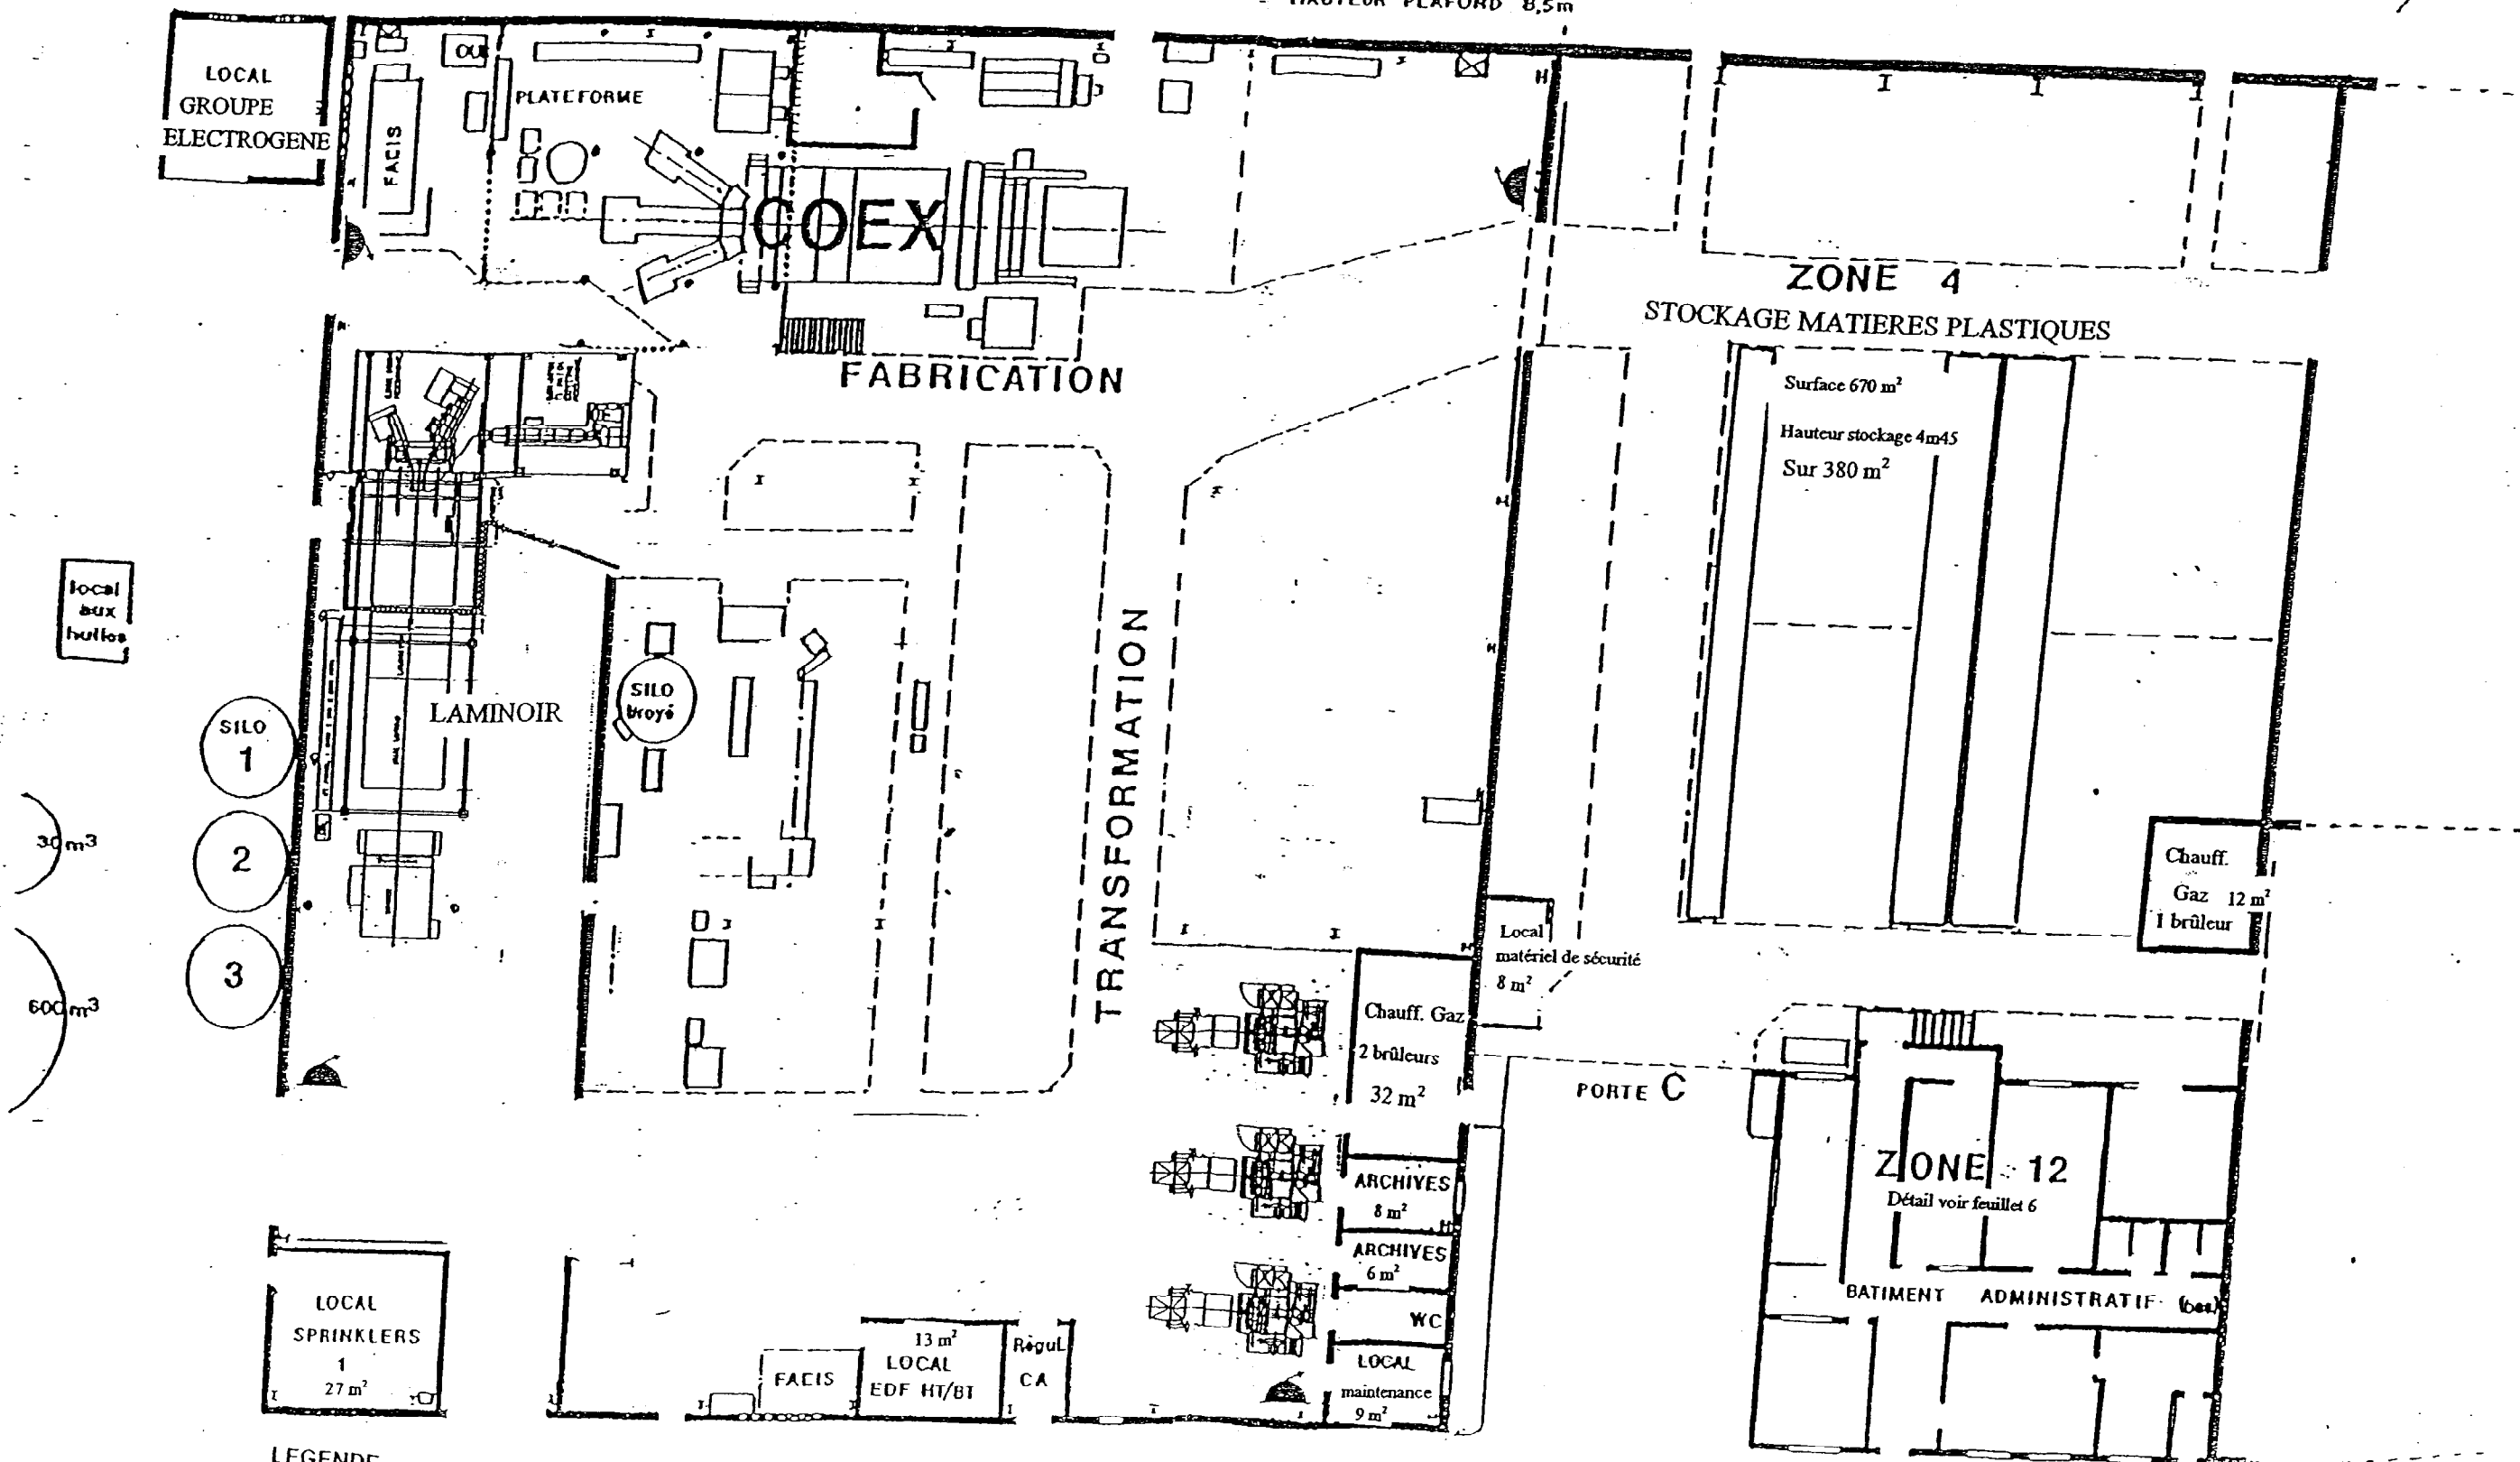 HAUTEUR PLAFOND 8,5m
LOCAL
GROUPE
ELECTROGENE
FACIS
PLATEFORME
COEX
FABRICATION
ZONE 4
STOCKAGE MATIERES PLASTIQUES
Surface 670 m²
Hauteur stockage 4m45
Sur 380 m²
local
aux
huiles
SILO
1
2
3
30 m³
600 m³
LAMINOIR
SILO
broyé
TRANSFORMATION
Chauff.
Gaz 12 m²
1 brûleur
Local
matériel de sécurité
8 m²
Chauff. Gaz
2 brûleurs
32 m²
PORTE C
ARCHIVES
8 m²
ARCHIVES
6 m²
WC
LOCAL
maintenance
9 m²
ZONE 12
Détail voir feuillet 6
BATIMENT ADMINISTRATIF (bas)
LOCAL
SPRINKLERS
1
27 m²
FACIS
13 m²
LOCAL
EDF HT/BT
Régul
CA
LEGENDE